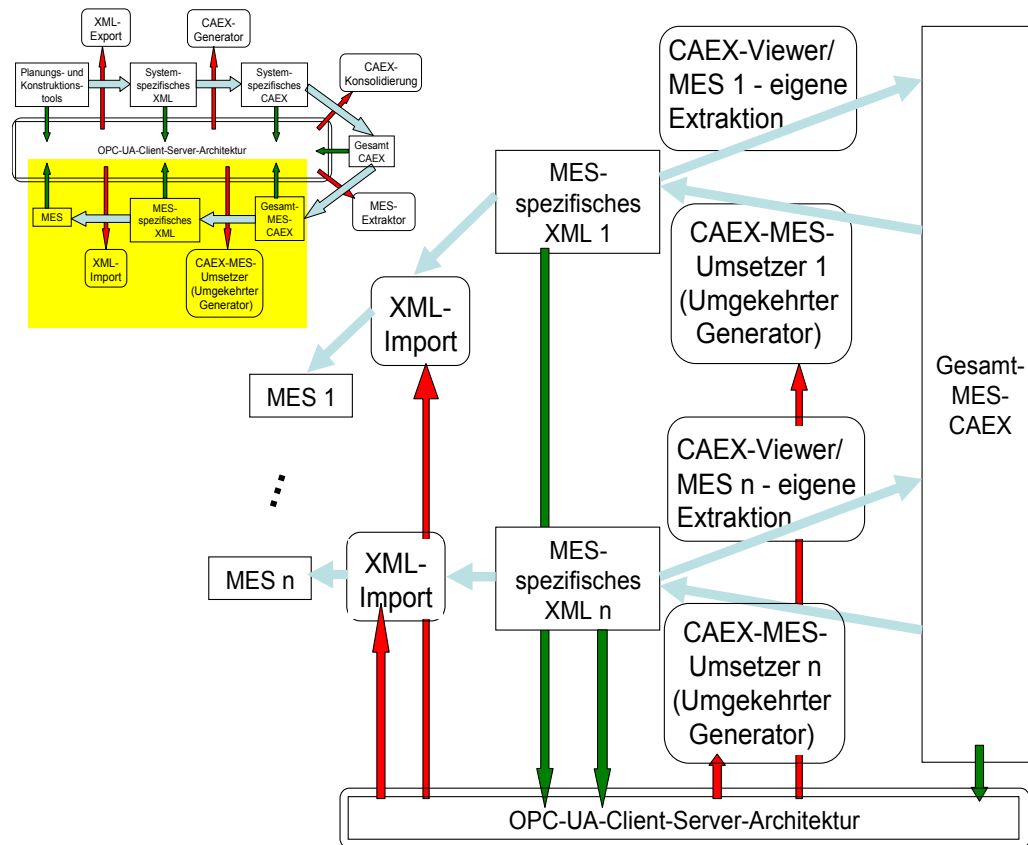 XML-
Export
CAEX-
Generator
Planungs- und
Konstruktions-
tools
System-
spezifisches
XML
System-
spezifisches
CAEX
CAEX-
Konsolidierung
OPC-UA-Client-Server-Architektur
Gesamt
CAEX
MES
MES-
spezifisches
XML
Gesamt-
MES-
CAEX
MES-
Extraktor
XML-
Import
CAEX-MES-
Umsetzer
(Umgekehrter
Generator)
CAEX-Viewer/
MES 1 - eigene
Extraktion
MES-
spezifisches
XML 1
CAEX-MES-
Umsetzer 1
(Umgekehrter
Generator)
XML-
Import
MES 1
Gesamt-
MES-
CAEX
CAEX-Viewer/
MES n - eigene
Extraktion
...
MES n
XML-
Import
MES-
spezifisches
XML n
CAEX-MES-
Umsetzer n
(Umgekehrter
Generator)
OPC-UA-Client-Server-Architektur